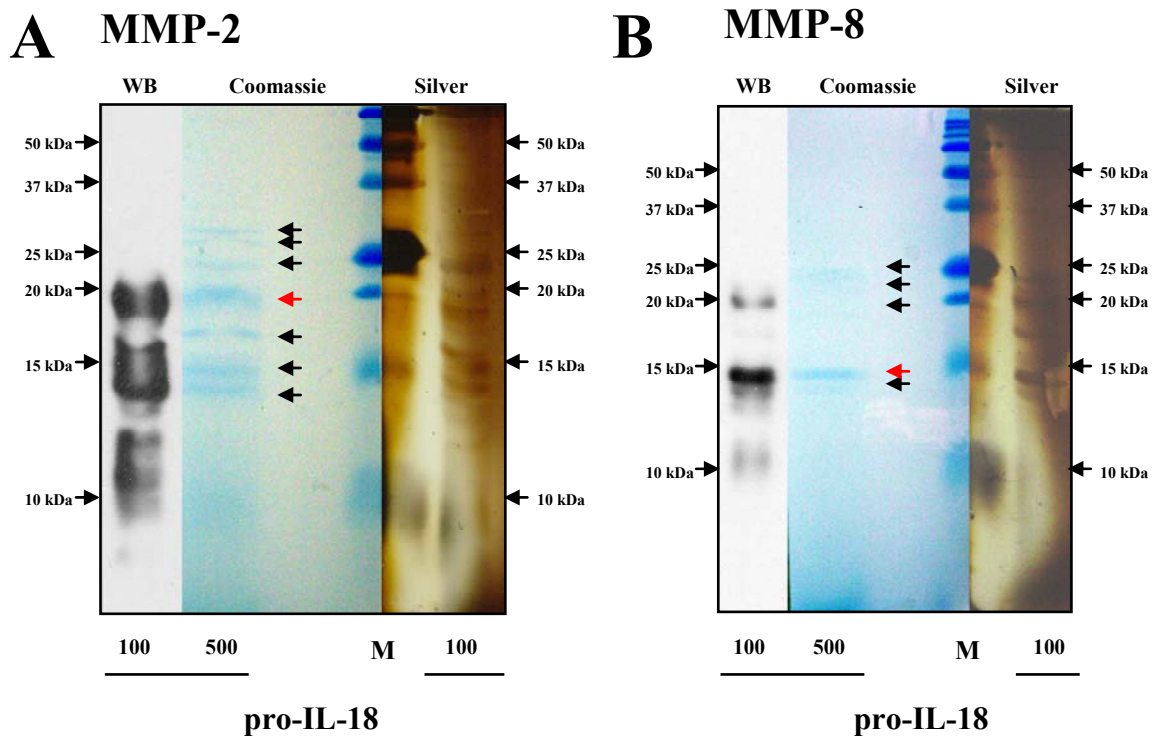 A MMP-2
WB Coomassie Silver
50 kDa 50 kDa
37 kDa 37 kDa
25 kDa 25 kDa
20 kDa 20 kDa
15 kDa 15 kDa
10 kDa 10 kDa
100 500 M 100
pro-IL-18
B MMP-8
WB Coomassie Silver
50 kDa 50 kDa
37 kDa 37 kDa
25 kDa 25 kDa
20 kDa 20 kDa
15 kDa 15 kDa
10 kDa 10 kDa
100 500 M 100
pro-IL-18